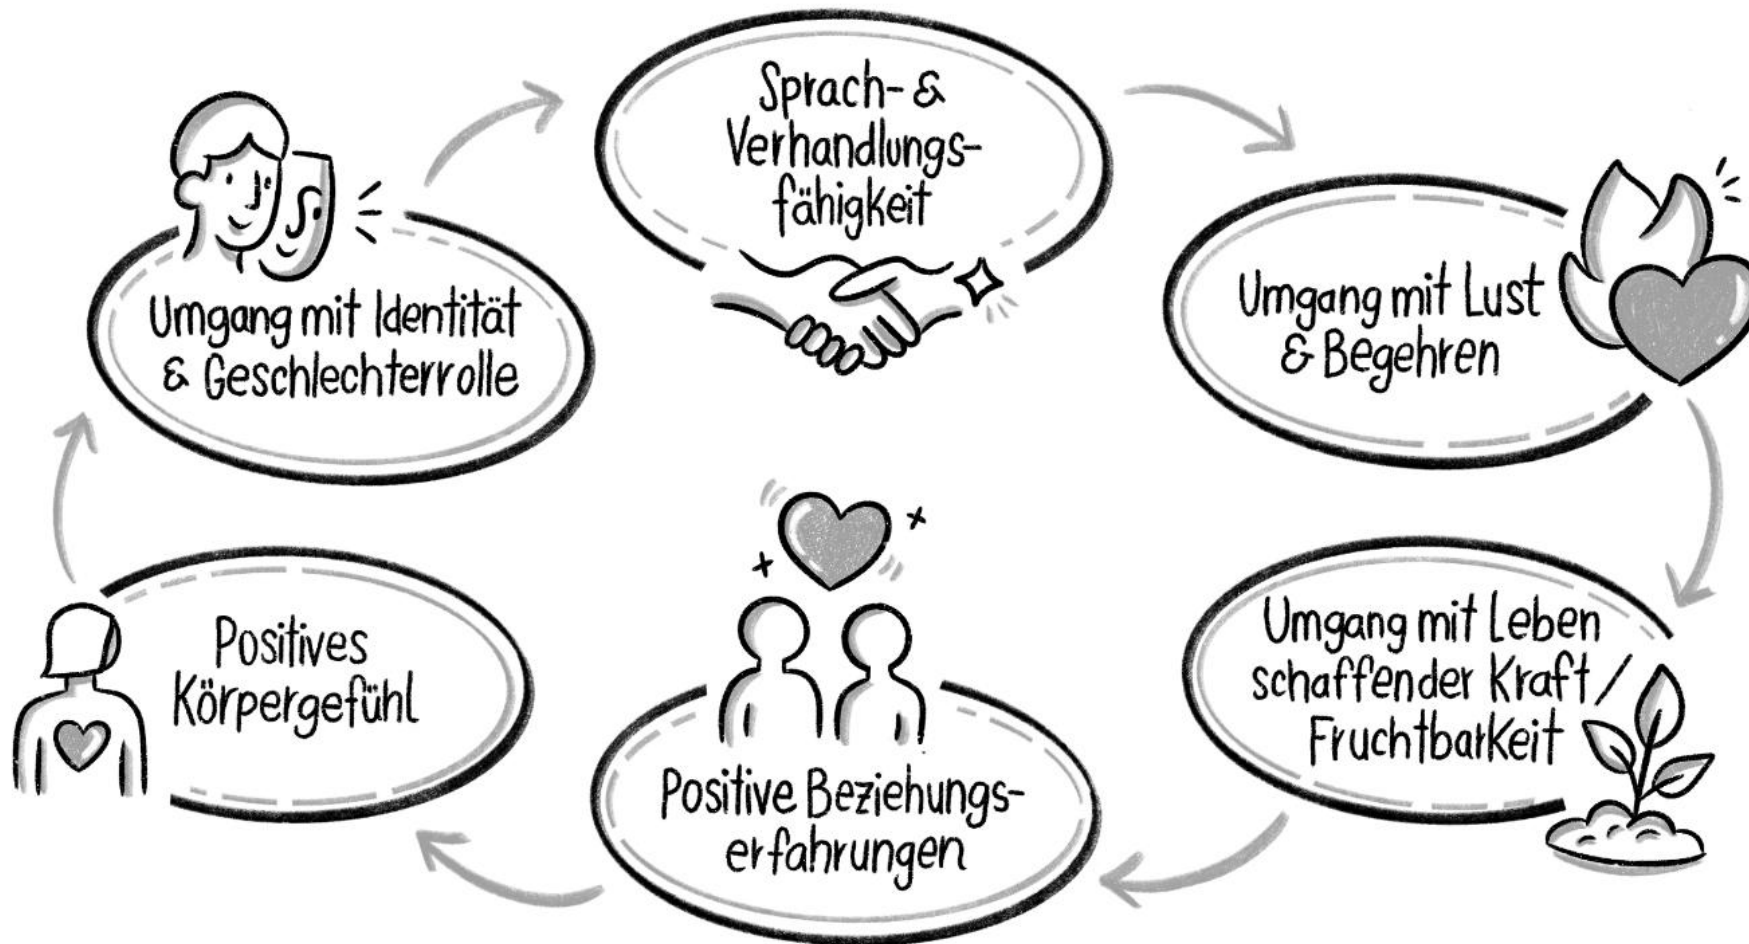 Sprach- &
Verhandlungs-
fähigkeit
Umgang mit Lust
& Begehren
Umgang mit Leben
schaffender Kraft/
Fruchtbarkeit
Positive Beziehungs-
erfahrungen
Positives
Körpergefühl
Umgang mit Identität
& Geschlechterrolle